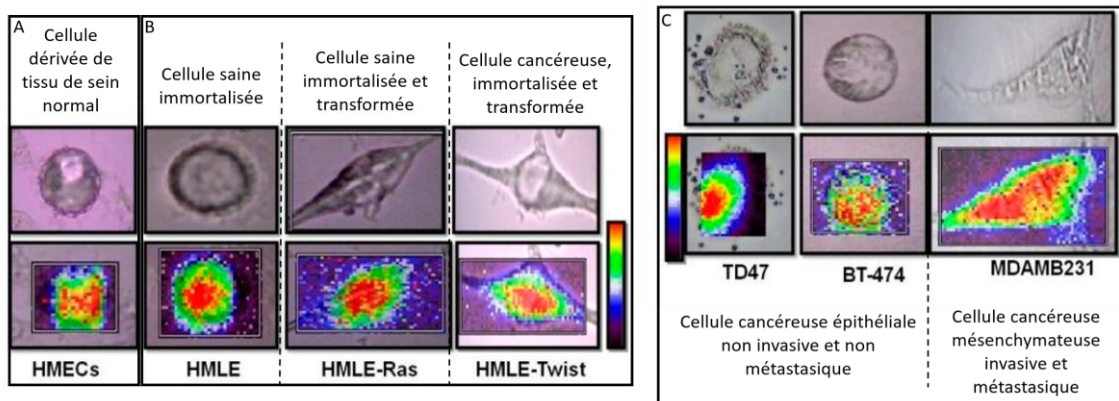 A
Cellule
dérivée de
tissu de sein
normal
HMECs
B
Cellule saine
immortalisée
HMLE
Cellule saine
immortalisée et
transformée
HMLE-Ras
Cellule cancéreuse,
immortalisée et
transformée
HMLE-Twist
C
TD47
BT-474
MDAMB231
Cellule cancéreuse épithéliale
non invasive et non
métastasique
Cellule cancéreuse
mésenchymateuse
invasive et
métastasique